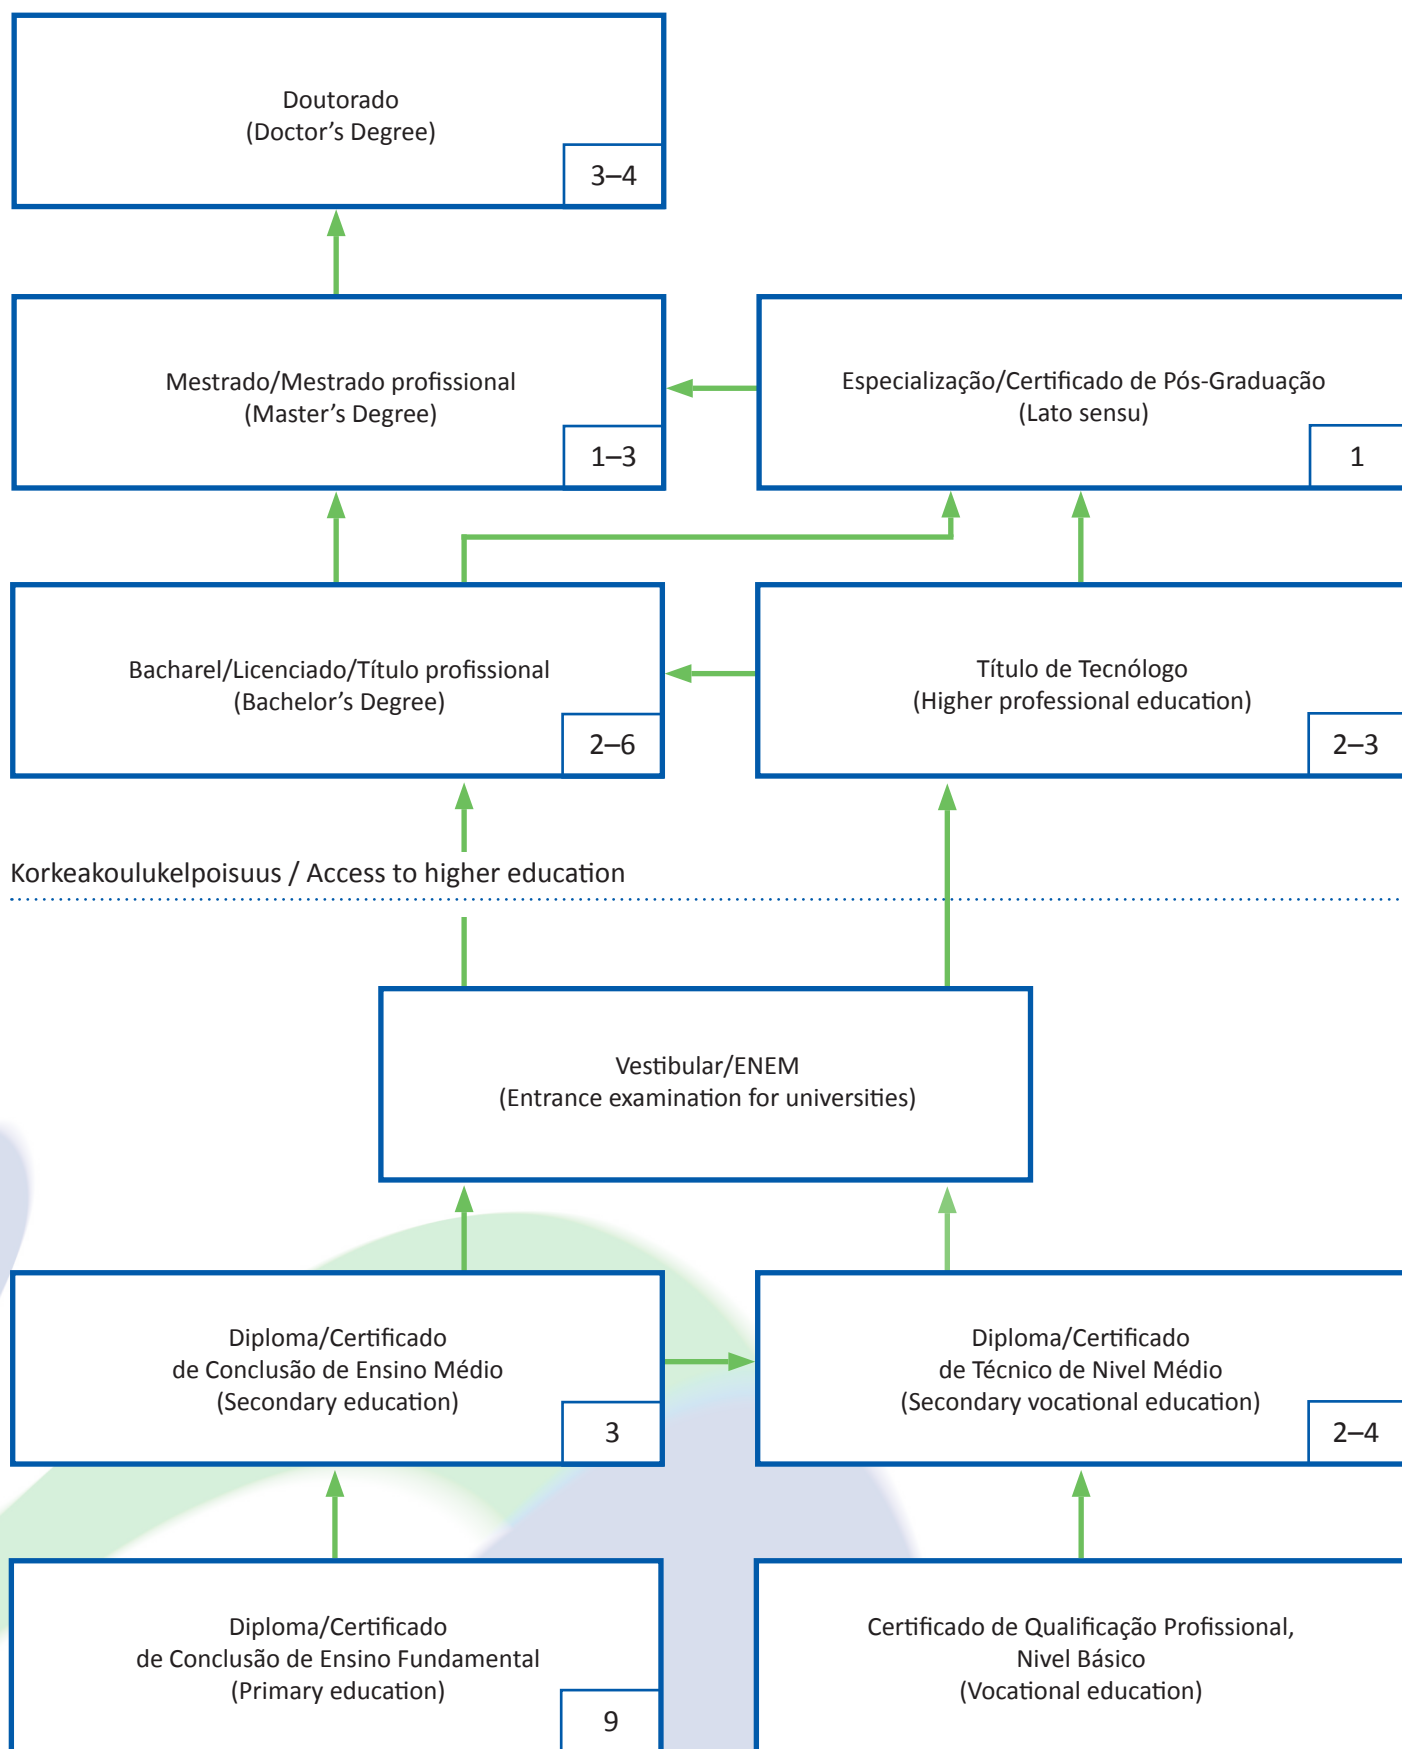 Doutorado
(Doctor’s Degree)
3–4
Mestrado/Mestrado profissional
(Master’s Degree)
1–3
Especialização/Certificado de Pós-Graduação
(Lato sensu)
1
Bacharel/Licenciado/Título profissional
(Bachelor’s Degree)
2–6
Título de Tecnólogo
(Higher professional education)
2–3
Korkeakoulukelpoisuus / Access to higher education
Vestibular/ENEM
(Entrance examination for universities)
Diploma/Certificado
de Conclusão de Ensino Médio
(Secondary education)
3
Diploma/Certificado
de Técnico de Nivel Médio
(Secondary vocational education)
2–4
Diploma/Certificado
de Conclusão de Ensino Fundamental
(Primary education)
9
Certificado de Qualificação Profissional,
Nivel Básico
(Vocational education)